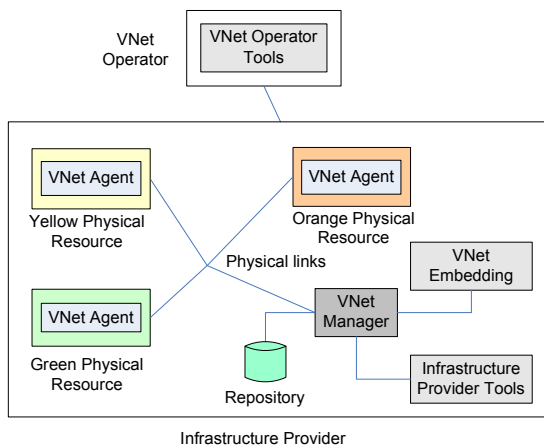 VNet
Operator
VNet Operator
Tools
VNet Agent
Yellow Physical
Resource
VNet Agent
Orange Physical
Resource
Physical links
VNet
Embedding
VNet Agent
Green Physical
Resource
VNet
Manager
Repository
Infrastructure
Provider Tools
Infrastructure Provider